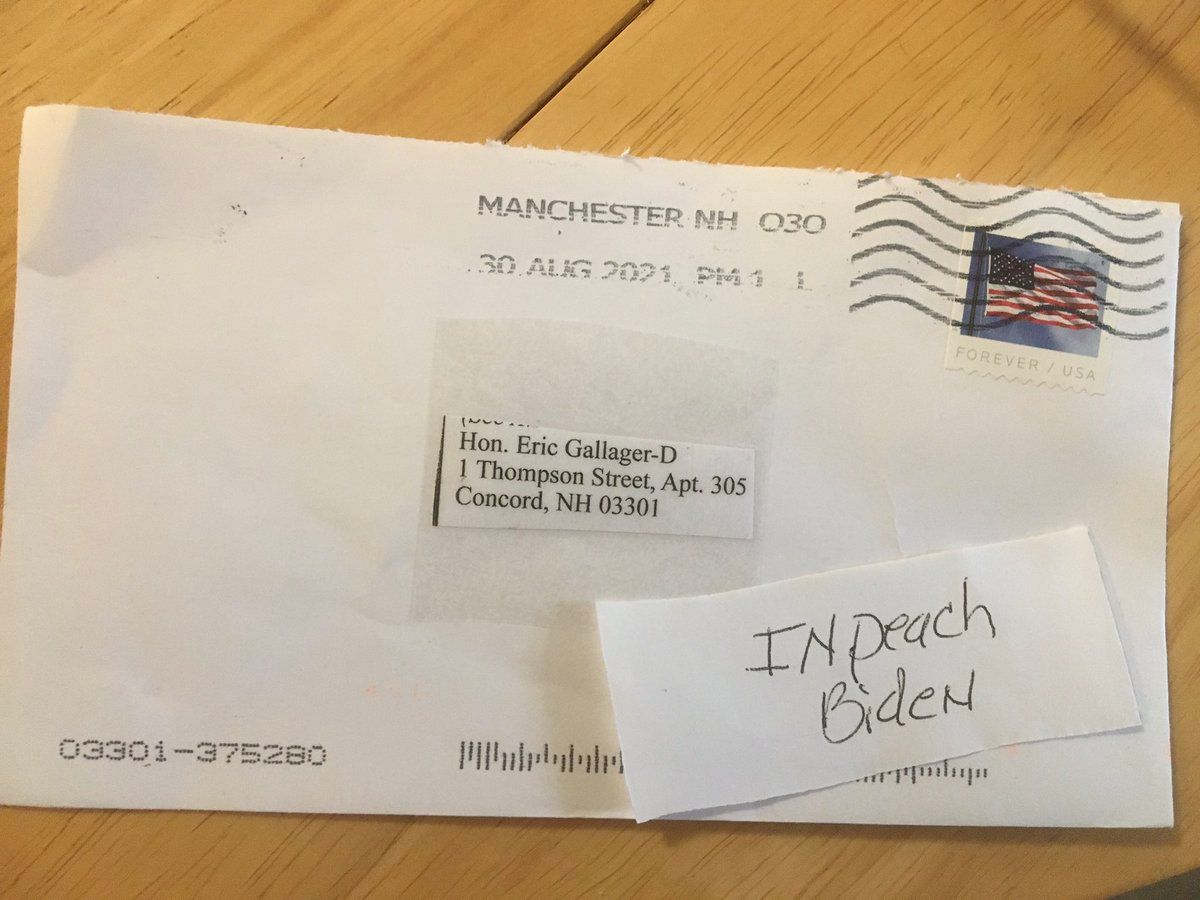 MANCHESTER NH 030
30 AUG 2021 PM 1 L
FOREVER / USA
Hon. Eric Gallager-D
1 Thompson Street, Apt. 305
Concord, NH 03301
INpeach
BideN
03301-375280